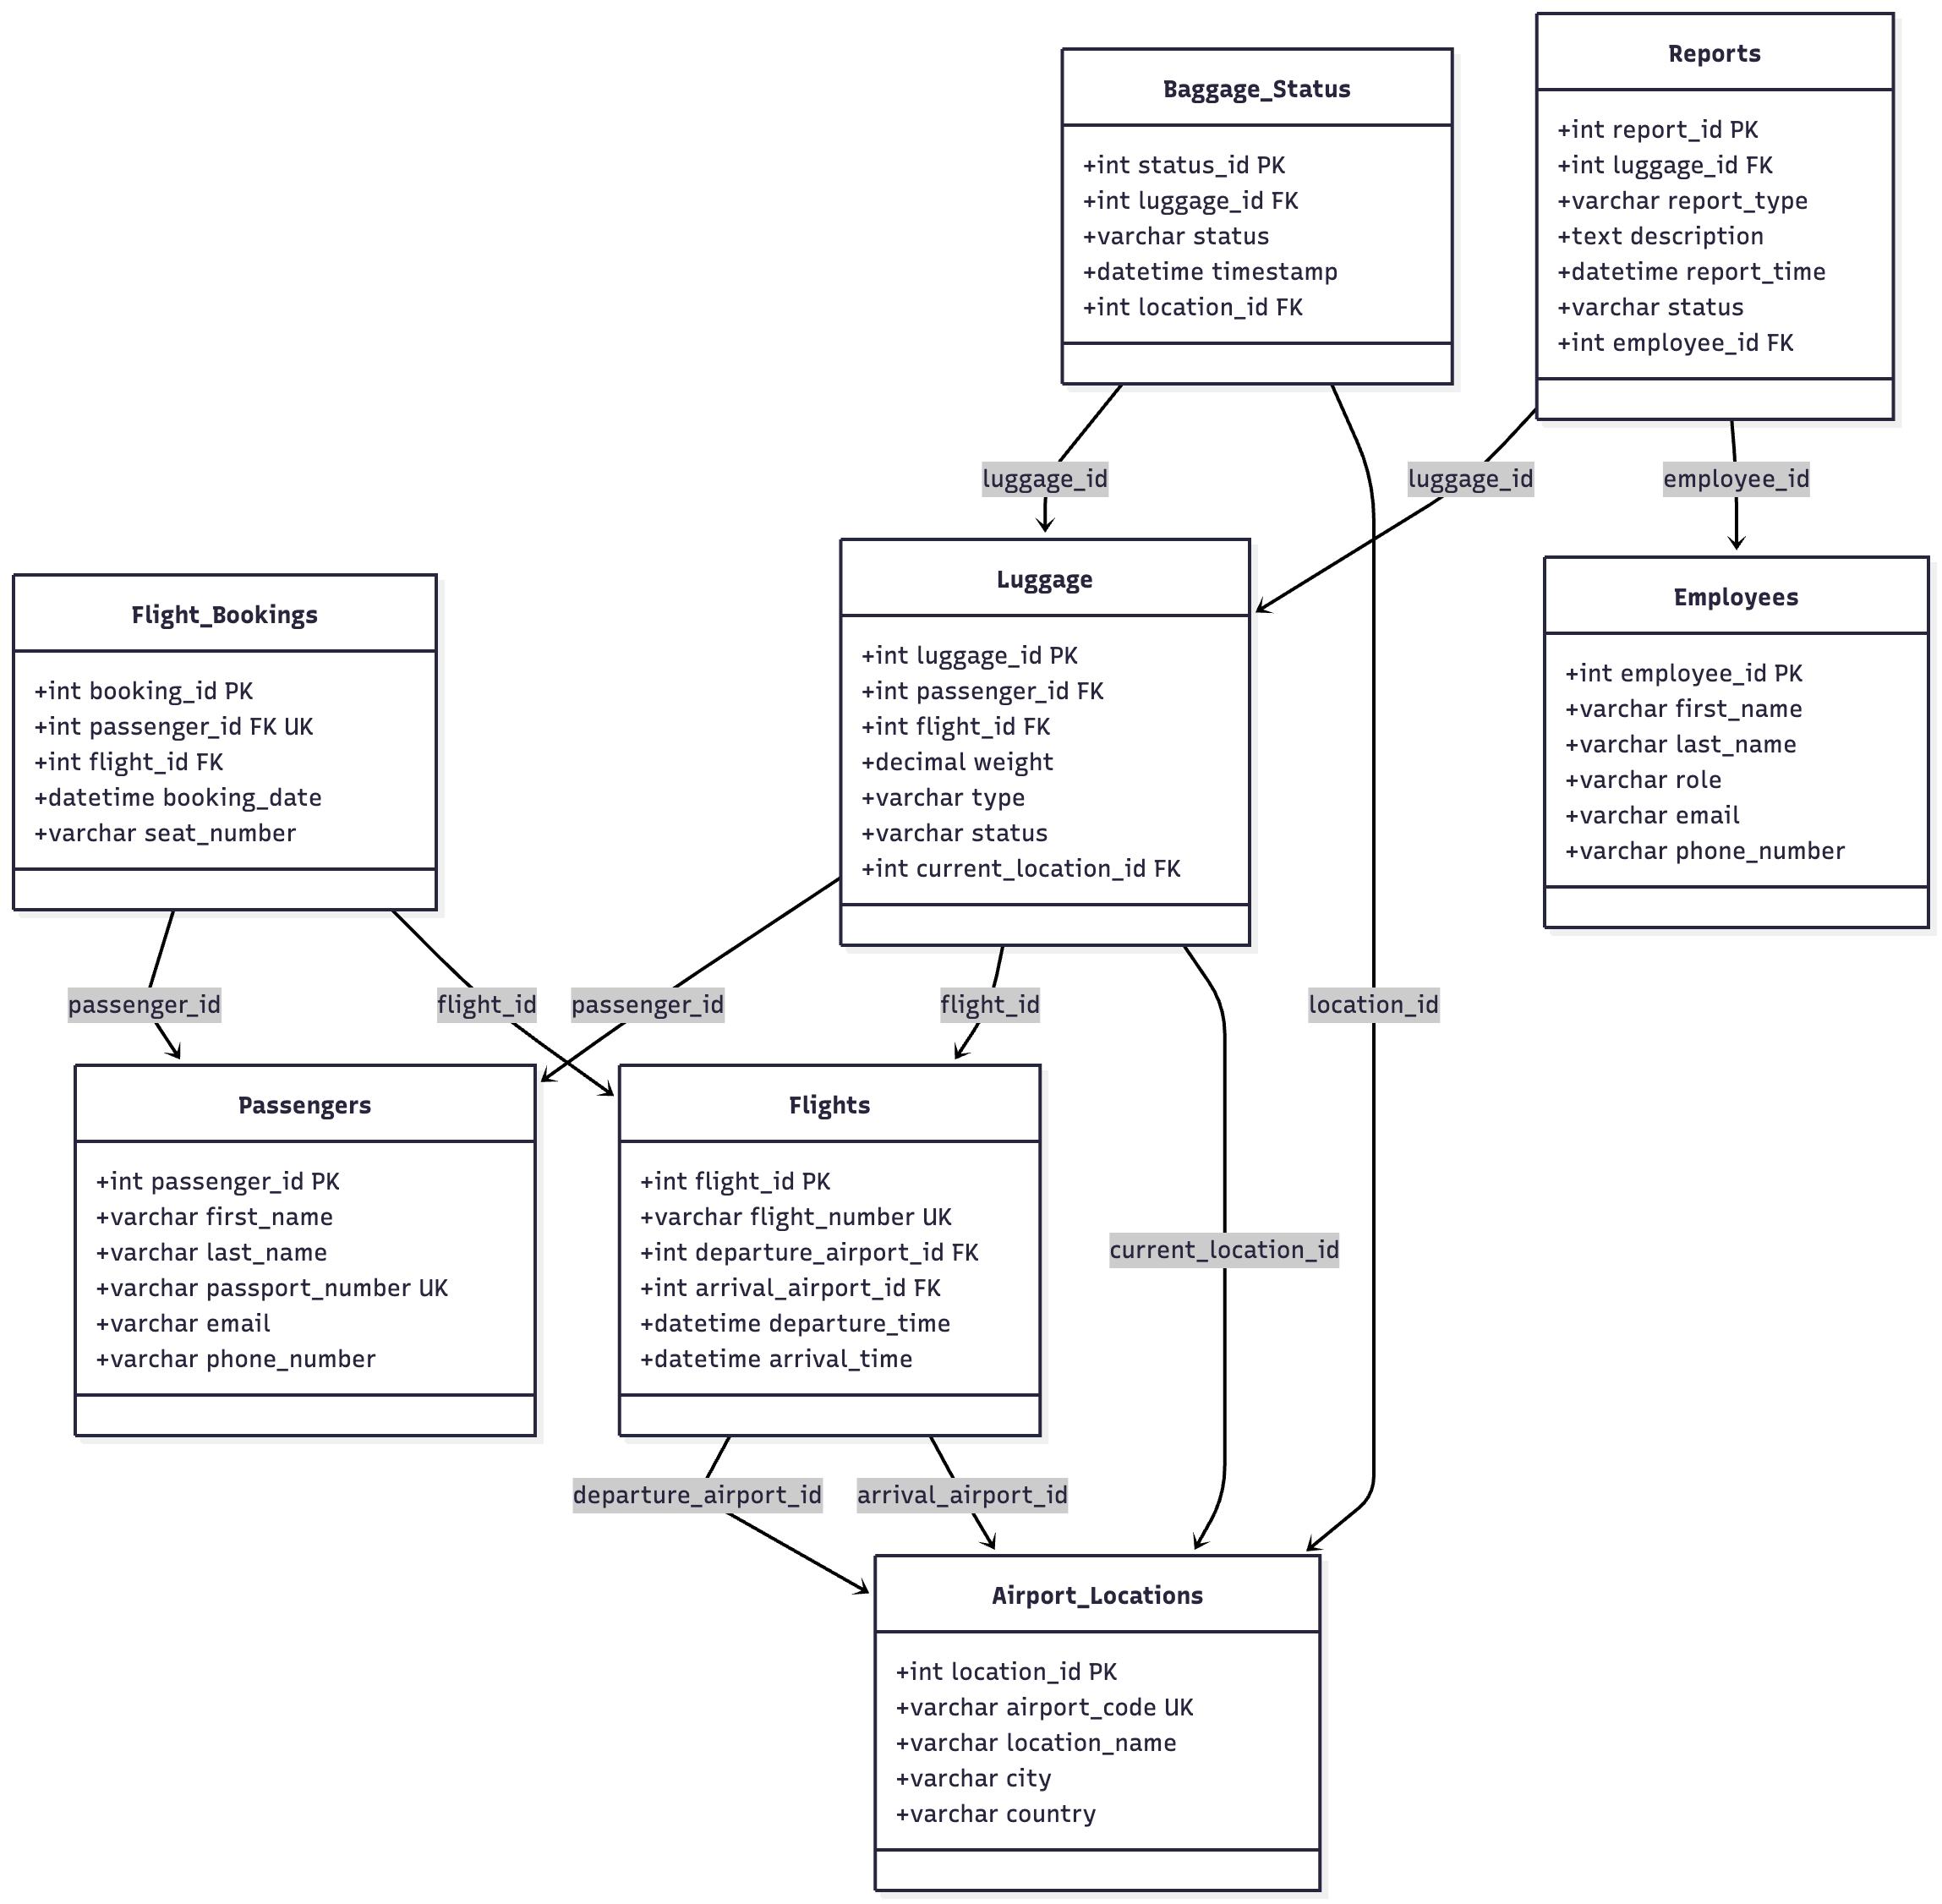 Reports
+int report_id PK
+int luggage_id FK
+varchar report_type
+text description
+datetime report_time
+varchar status
+int employee_id FK
Baggage_Status
+int status_id PK
+int luggage_id FK
+varchar status
+datetime timestamp
+int location_id FK
luggage_id
luggage_id
employee_id
Flight_Bookings
+int booking_id PK
+int passenger_id FK UK
+int flight_id FK
+datetime booking_date
+varchar seat_number
Luggage
+int luggage_id PK
+int passenger_id FK
+int flight_id FK
+decimal weight
+varchar type
+varchar status
+int current_location_id FK
Employees
+int employee_id PK
+varchar first_name
+varchar last_name
+varchar role
+varchar email
+varchar phone_number
passenger_id
flight_id
passenger_id
flight_id
location_id
Passengers
+int passenger_id PK
+varchar first_name
+varchar last_name
+varchar passport_number UK
+varchar email
+varchar phone_number
Flights
+int flight_id PK
+varchar flight_number UK
+int departure_airport_id FK
+int arrival_airport_id FK
+datetime departure_time
+datetime arrival_time
current_location_id
departure_airport_id
arrival_airport_id
Airport_Locations
+int location_id PK
+varchar airport_code UK
+varchar location_name
+varchar city
+varchar country